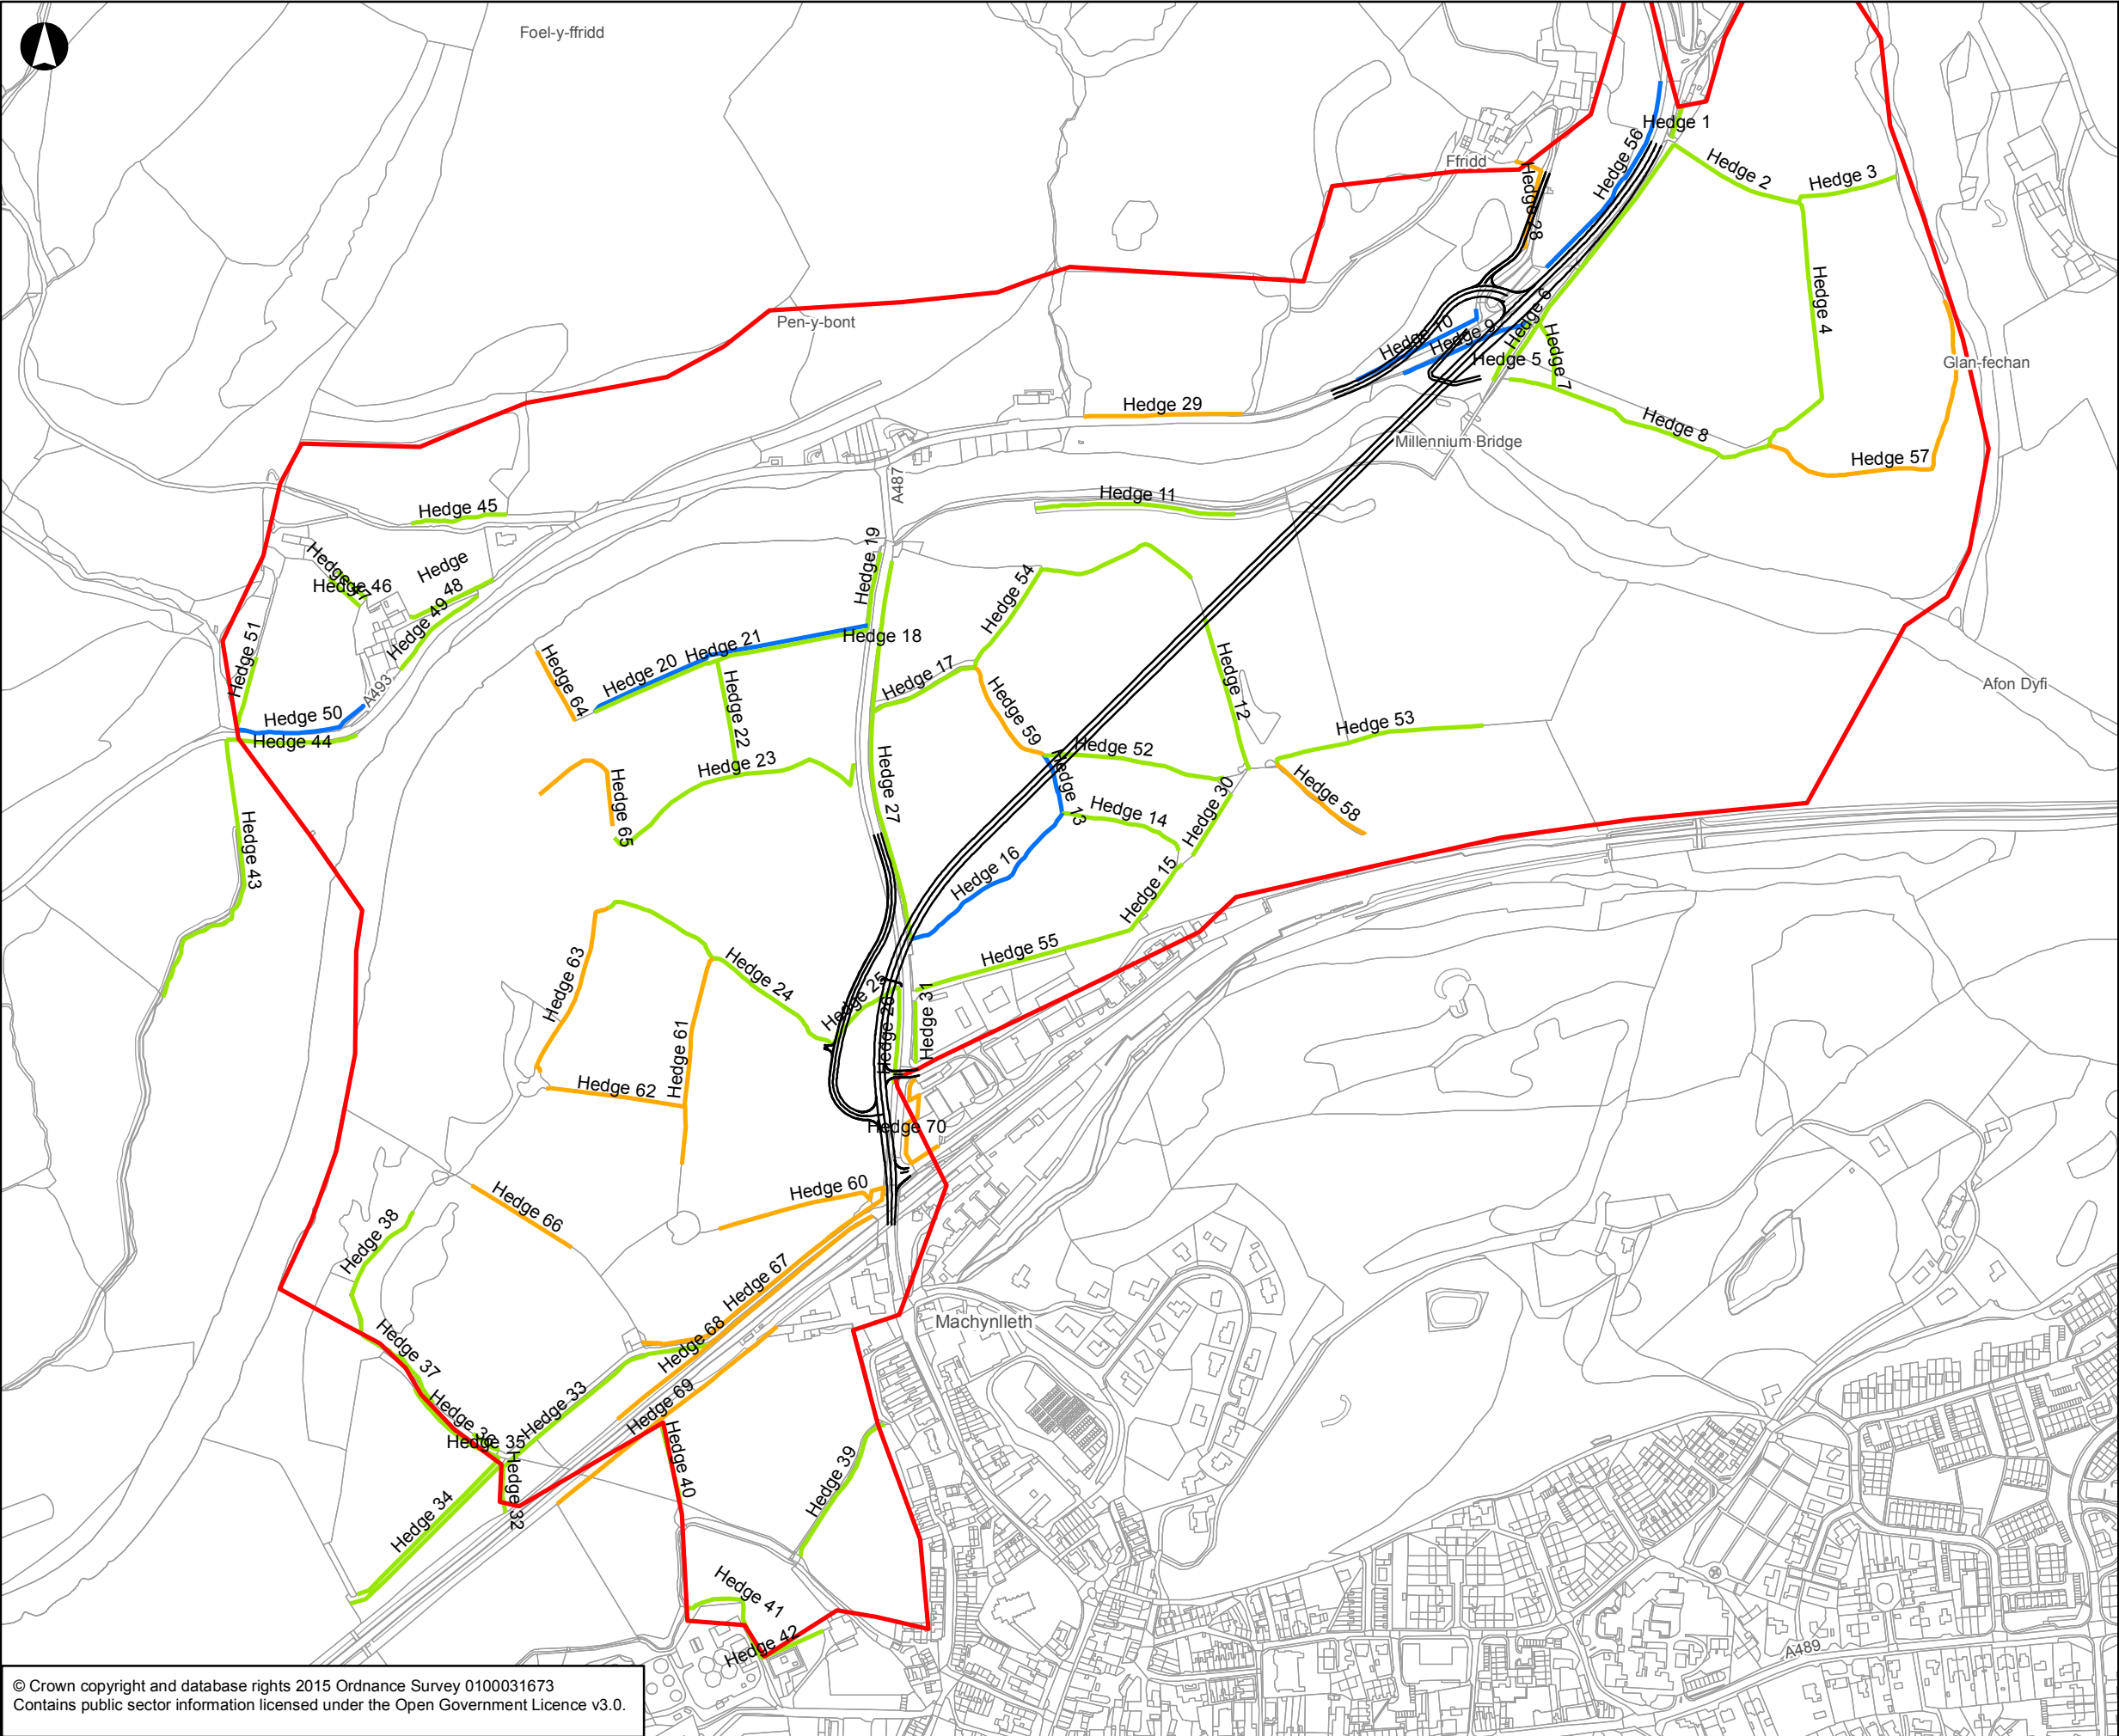 Foel-y-ffridd
Hedge 1
Hedge 56
Ffridd
Hedge 2
Hedge 3
Hedge 28
Hedge 4
Pen-y-bont
Hedge 10
Hedge 9
Hedge 6
Hedge 5
Hedge 7
Glan-fechan
Hedge 29
Hedge 8
Millennium Bridge
Hedge 57
A487
Hedge 11
Hedge 45
Hedge 19
Hedge 54
Hedge 47
Hedge 46
Hedge
48
Hedge 49
Hedge 51
Hedge 18
Hedge 21
Hedge 20
Hedge 64
Hedge 17
Hedge 12
Afon Dyfi
A493
Hedge 50
Hedge 44
Hedge 22
Hedge 59
Hedge 52
Hedge 53
Hedge 23
Hedge 27
Hedge 13
Hedge 30
Hedge 58
Hedge 65
Hedge 14
Hedge 43
Hedge 16
Hedge 15
Hedge 55
Hedge 24
Hedge 63
Hedge 25
Hedge 26
Hedge 31
Hedge 61
Hedge 62
Hedge 70
Hedge 60
Hedge 66
Hedge 38
Hedge 67
Machynlleth
Hedge 37
Hedge 68
Hedge 33
Hedge 69
Hedge 36
Hedge 35
Hedge 40
Hedge 39
Hedge 32
Hedge 34
Hedge 41
Hedge 42
A489
© Crown copyright and database rights 2015 Ordnance Survey 0100031673
Contains public sector information licensed under the Open Government Licence v3.0.